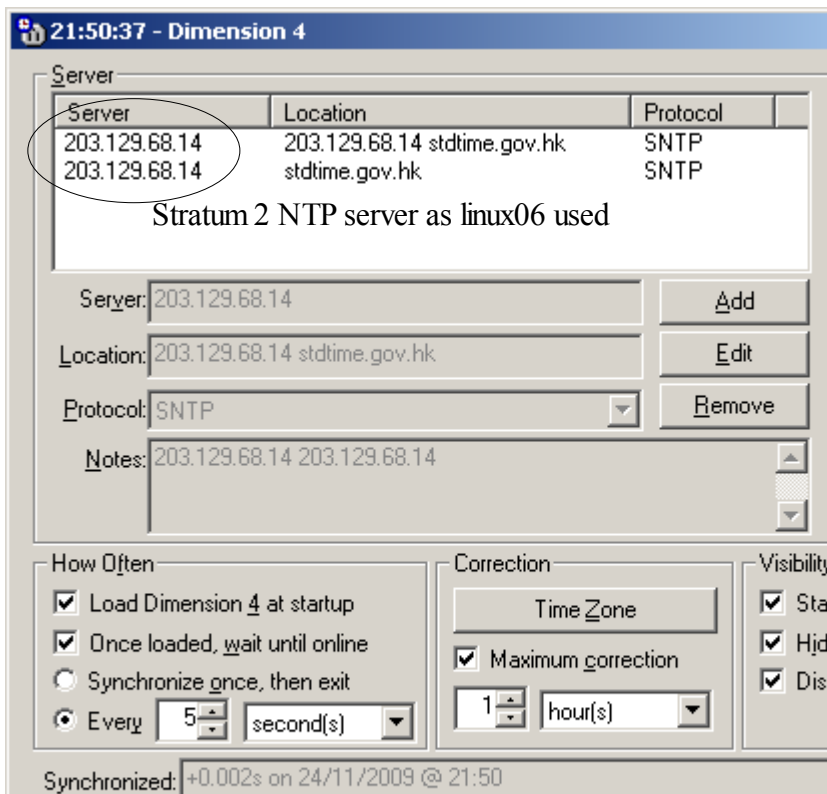 21:50:37 - Dimension 4
Server
Server Location Protocol
203.129.68.14 203.129.68.14 stdtime.gov.hk SNTP
203.129.68.14 stdtime.gov.hk SNTP
Stratum 2 NTP server as linux06 used
Server: 203.129.68.14 Add
Location: 203.129.68.14 stdtime.gov.hk Edit
Protocol: SNTP Remove
Notes: 203.129.68.14 203.129.68.14
How Often Correction Visibility
Load Dimension 4 at startup Time Zone Sta
Once loaded, wait until online Maximum correction Hid
Synchronize once, then exit Dis
Every 5 second(s) 1 hour(s)
Synchronized: +0.002s on 24/11/2009 @ 21:50